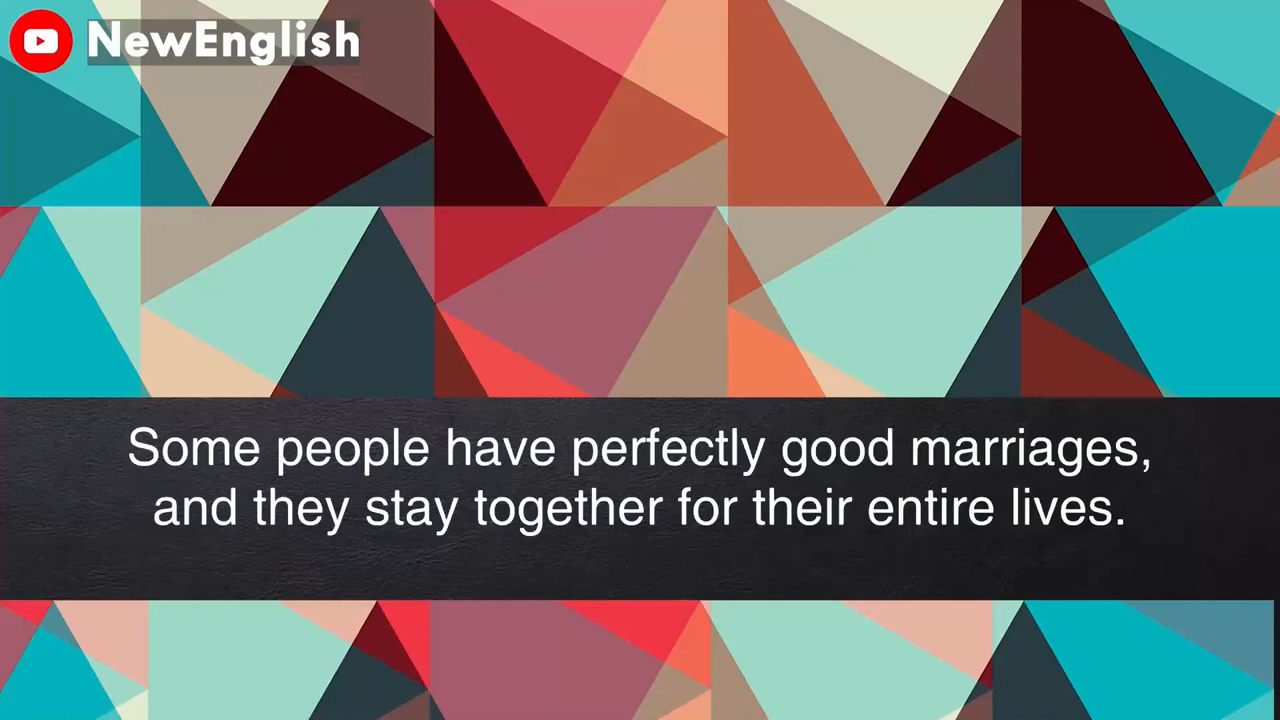 NewEnglish
Some people have perfectly good marriages,
and they stay together for their entire lives.